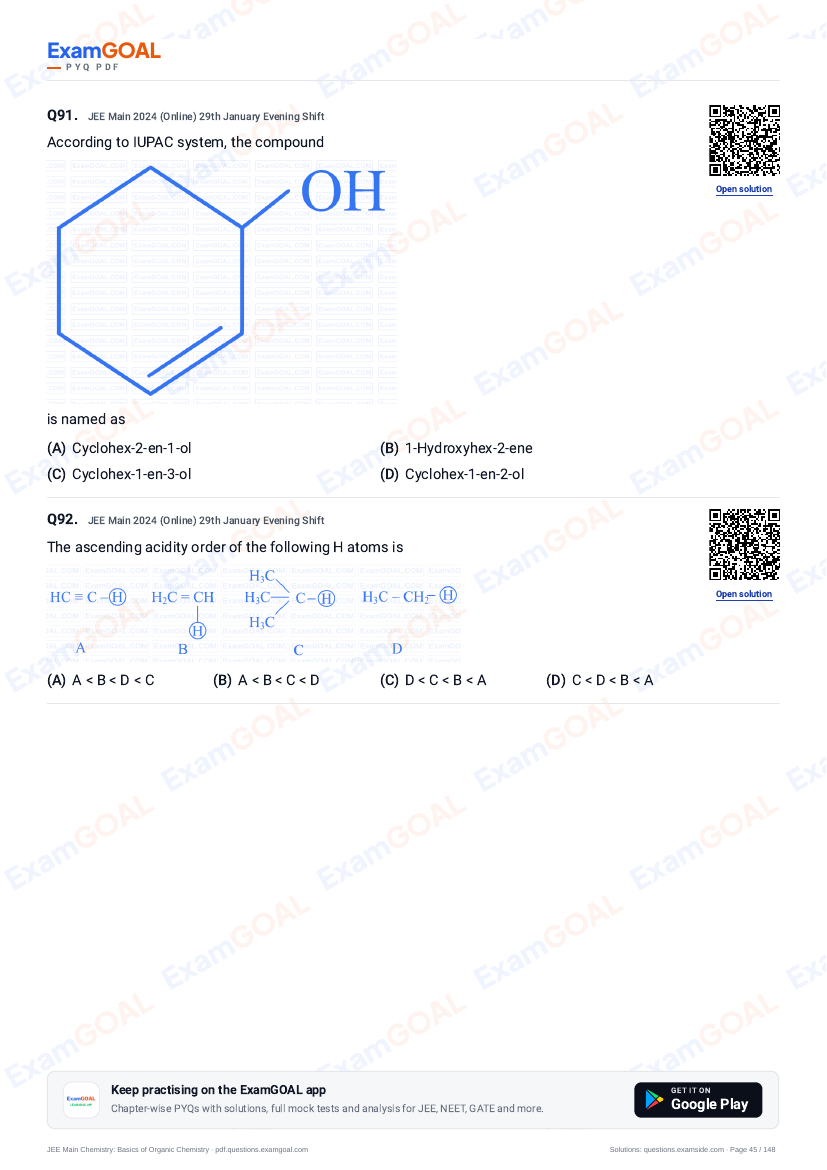 ExamGOAL
PYQ PDF
Q91. JEE Main 2024 (Online) 29th January Evening Shift
According to IUPAC system, the compound
OH
Open solution
is named as
(A) Cyclohex-2-en-1-ol (B) 1-Hydroxyhex-2-ene
(C) Cyclohex-1-en-3-ol (D) Cyclohex-1-en-2-ol
Q92. JEE Main 2024 (Online) 29th January Evening Shift
The ascending acidity order of the following H atoms is
Open solution
H₃C
HC ≡ C – H H₂C = CH H₃C — C – H H₃C – CH₂ – H
H₃C
H
A B C D
(A) A < B < D < C (B) A < B < C < D (C) D < C < B < A (D) C < D < B < A
Keep practising on the ExamGOAL app
Chapter-wise PYQs with solutions, full mock tests and analysis for JEE, NEET, GATE and more.
GET IT ON
Google Play
JEE Main Chemistry: Basics of Organic Chemistry · pdf.questions.examgoal.com
Solutions: questions.examside.com · Page 45 / 148